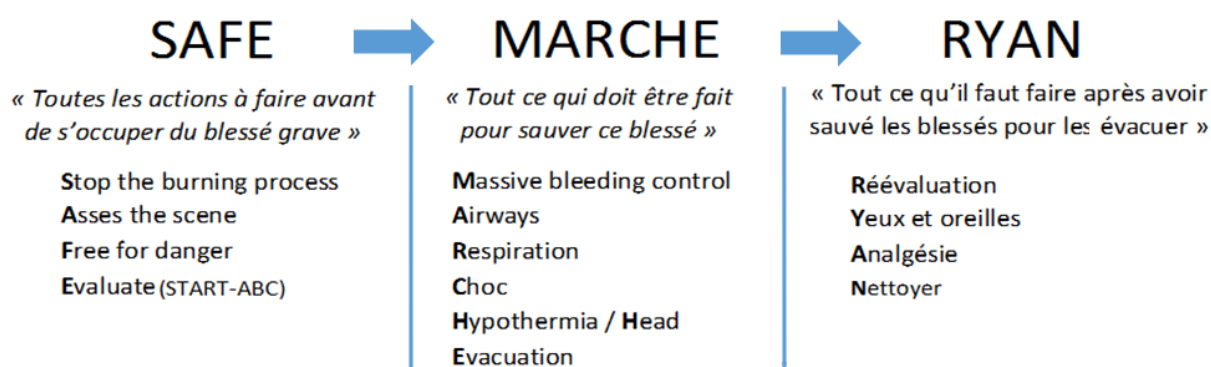 SAFE
« Toutes les actions à faire avant
de s'occuper du blessé grave »
Stop the burning process
Asses the scene
Free for danger
Evaluate (START-ABC)
MARCHE
« Tout ce qui doit être fait
pour sauver ce blessé »
Massive bleeding control
Airways
Respiration
Choc
Hypothermia / Head
Evacuation
RYAN
« Tout ce qu'il faut faire après avoir
sauvé les blessés pour les évacuer »
Réévaluation
Yeux et oreilles
Analgésie
Nettoyer